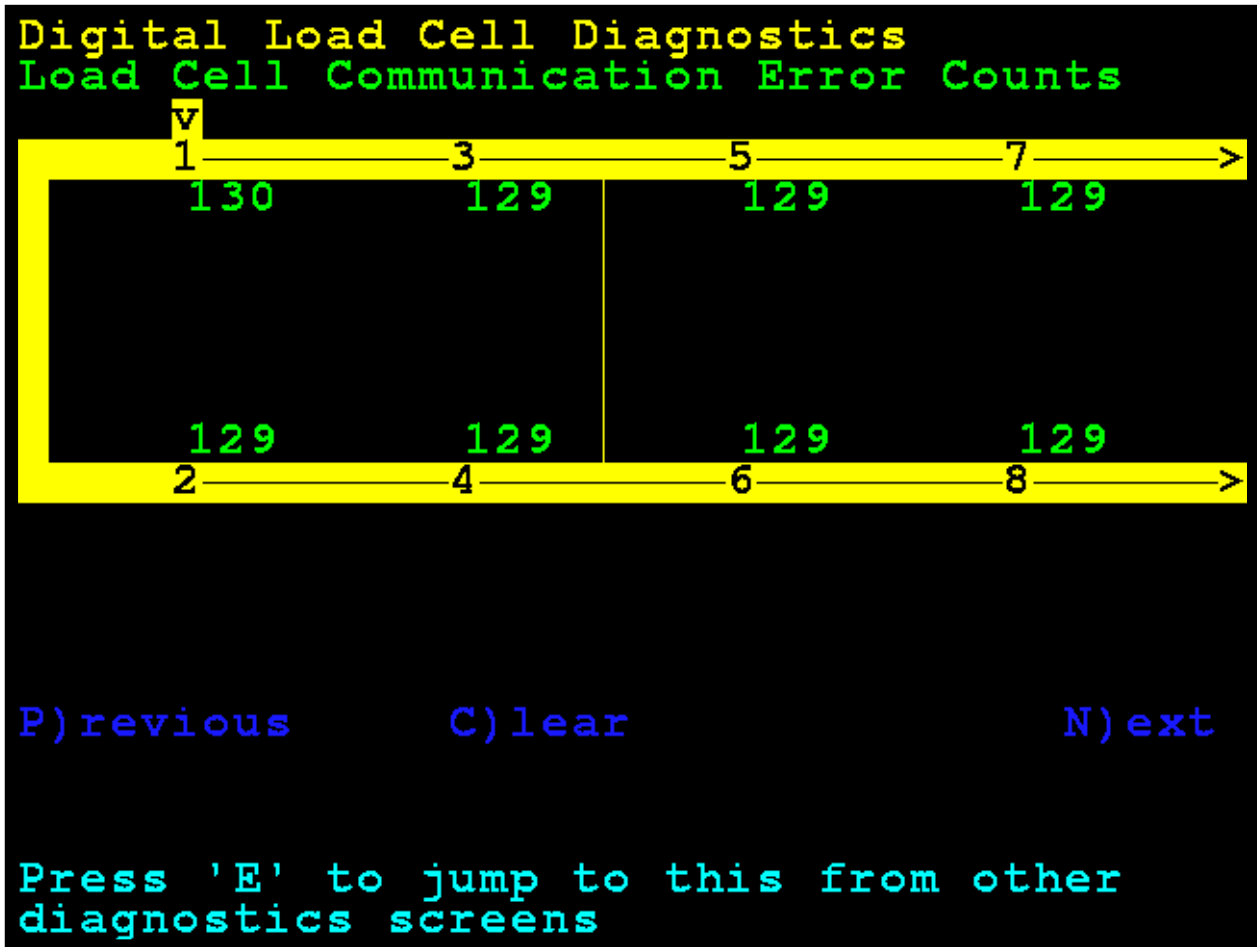 Digital Load Cell Diagnostics
Load Cell Communication Error Counts
v
1 3 5 7 >
130 129 129 129
129 129 129 129
2 4 6 8 >
P)revious C)lear N)ext
Press 'E' to jump to this from other
diagnostics screens